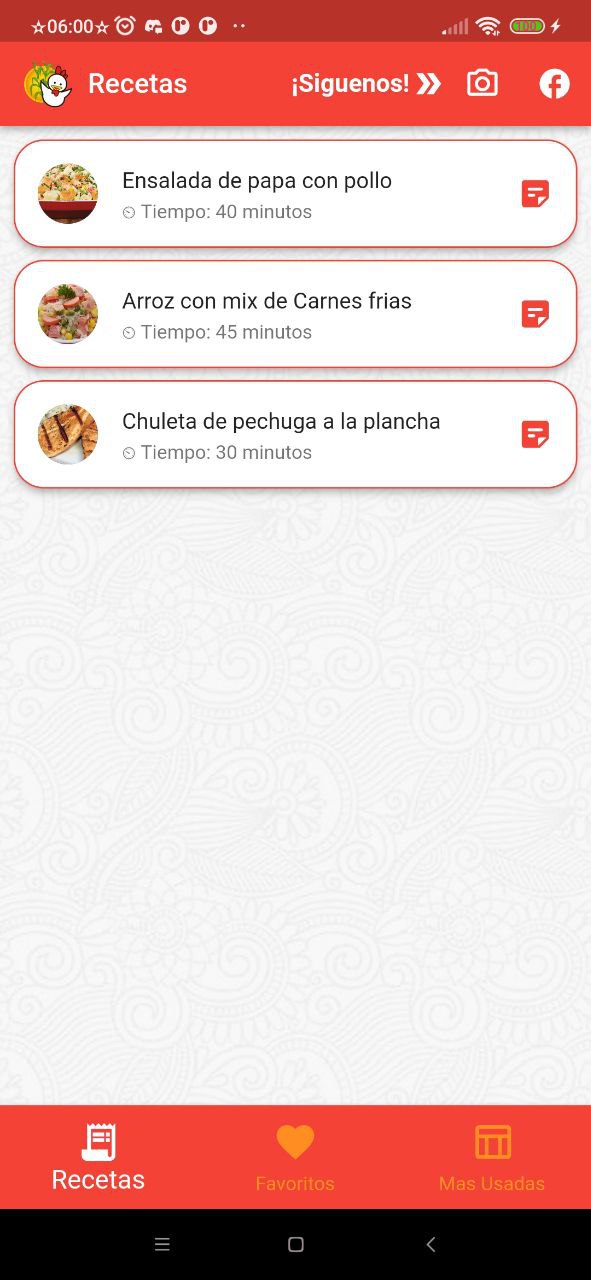 ☆06:00☆
100
Recetas
¡Siguenos!
Ensalada de papa con pollo
Tiempo: 40 minutos
Arroz con mix de Carnes frias
Tiempo: 45 minutos
Chuleta de pechuga a la plancha
Tiempo: 30 minutos
Recetas
Favoritos
Mas Usadas